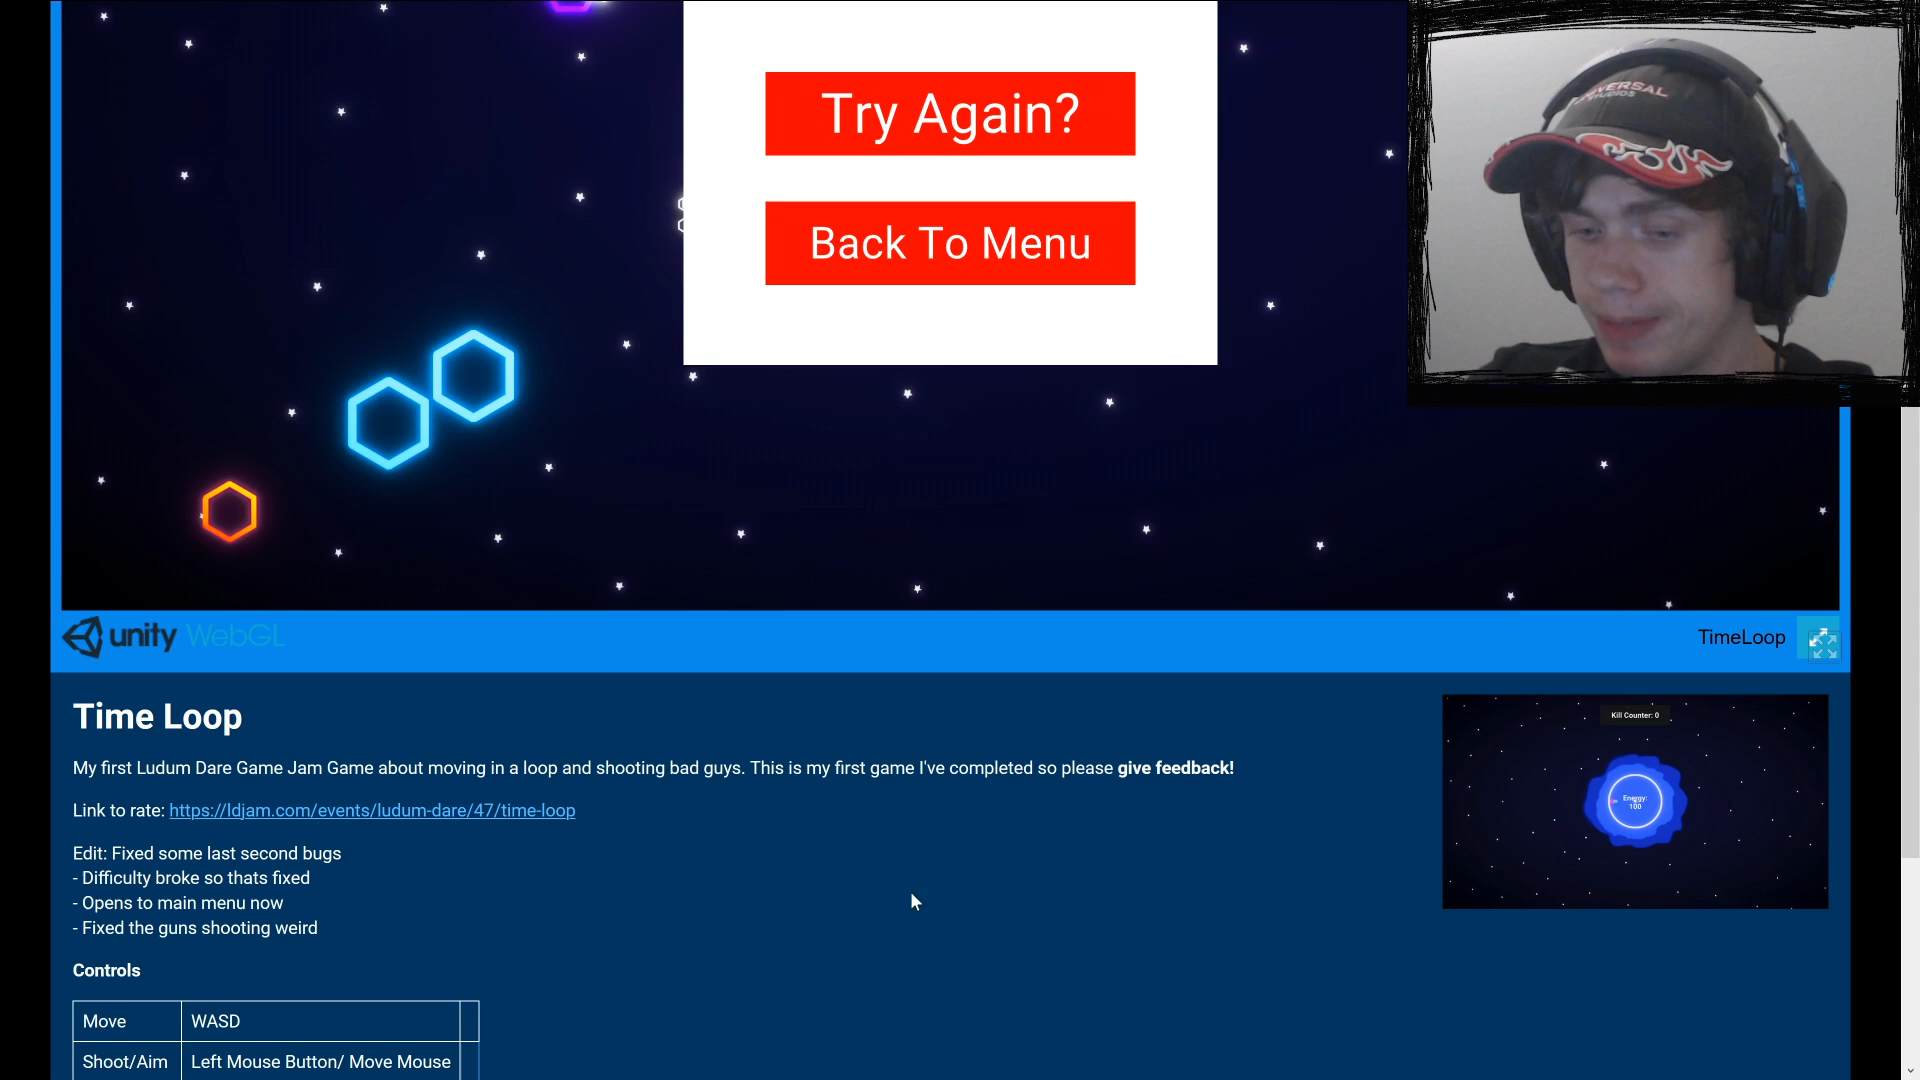 Try Again?
Back To Menu
UNIVERSAL
STUDIOS
unity WebGL
TimeLoop
Time Loop
My first Ludum Dare Game Jam Game about moving in a loop and shooting bad guys. This is my first game I've completed so please give feedback!
Link to rate: https://ldjam.com/events/ludum-dare/47/time-loop
Edit: Fixed some last second bugs
- Difficulty broke so thats fixed
- Opens to main menu now
- Fixed the guns shooting weird
Kill Counter: 0
Energy:
100
Controls
Move WASD
Shoot/Aim Left Mouse Button/ Move Mouse